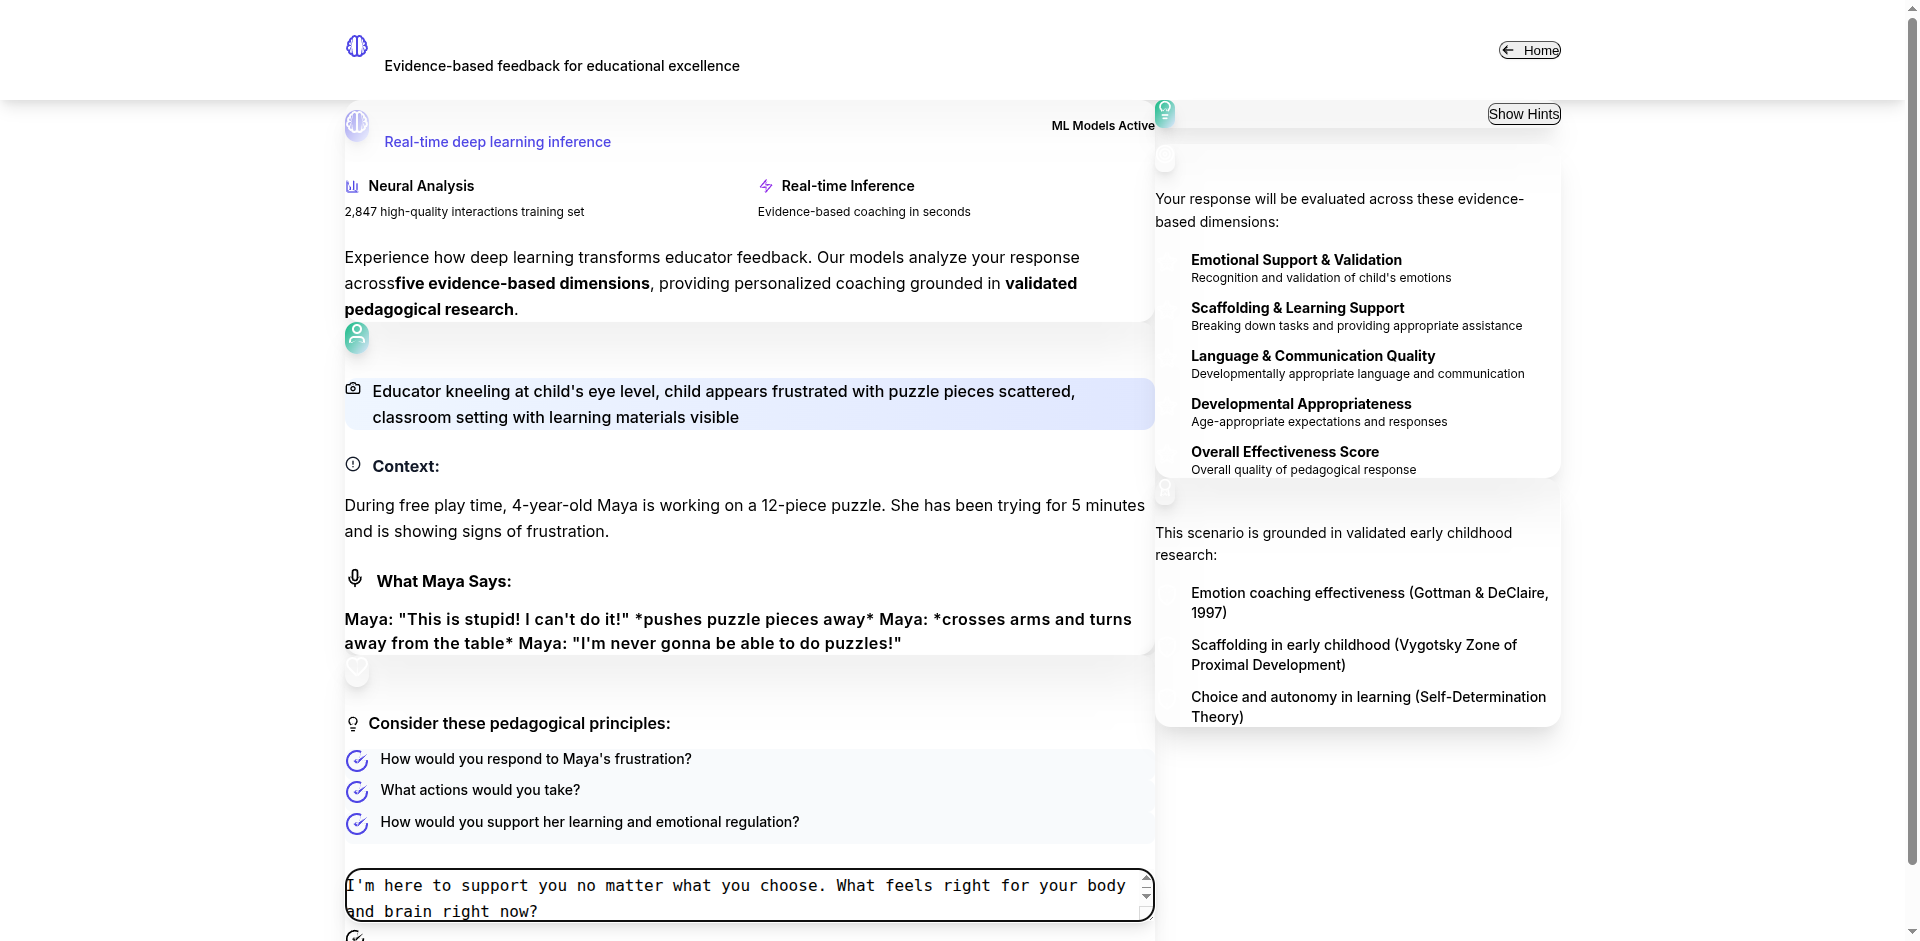 Evidence-based feedback for educational excellence
Home
Real-time deep learning inference
ML Models Active
Neural Analysis
2,847 high-quality interactions training set
Real-time Inference
Evidence-based coaching in seconds
Experience how deep learning transforms educator feedback. Our models analyze your response
acrossfive evidence-based dimensions, providing personalized coaching grounded in validated
pedagogical research.
Educator kneeling at child's eye level, child appears frustrated with puzzle pieces scattered,
classroom setting with learning materials visible
Context:
During free play time, 4-year-old Maya is working on a 12-piece puzzle. She has been trying for 5 minutes
and is showing signs of frustration.
What Maya Says:
Maya: "This is stupid! I can't do it!" *pushes puzzle pieces away* Maya: *crosses arms and turns
away from the table* Maya: "I'm never gonna be able to do puzzles!"
Consider these pedagogical principles:
How would you respond to Maya's frustration?
What actions would you take?
How would you support her learning and emotional regulation?
I'm here to support you no matter what you choose. What feels right for your body
and brain right now?
Show Hints
Your response will be evaluated across these evidence-
based dimensions:
Emotional Support & Validation
Recognition and validation of child's emotions
Scaffolding & Learning Support
Breaking down tasks and providing appropriate assistance
Language & Communication Quality
Developmentally appropriate language and communication
Developmental Appropriateness
Age-appropriate expectations and responses
Overall Effectiveness Score
Overall quality of pedagogical response
This scenario is grounded in validated early childhood
research:
Emotion coaching effectiveness (Gottman & DeClaire,
1997)
Scaffolding in early childhood (Vygotsky Zone of
Proximal Development)
Choice and autonomy in learning (Self-Determination
Theory)